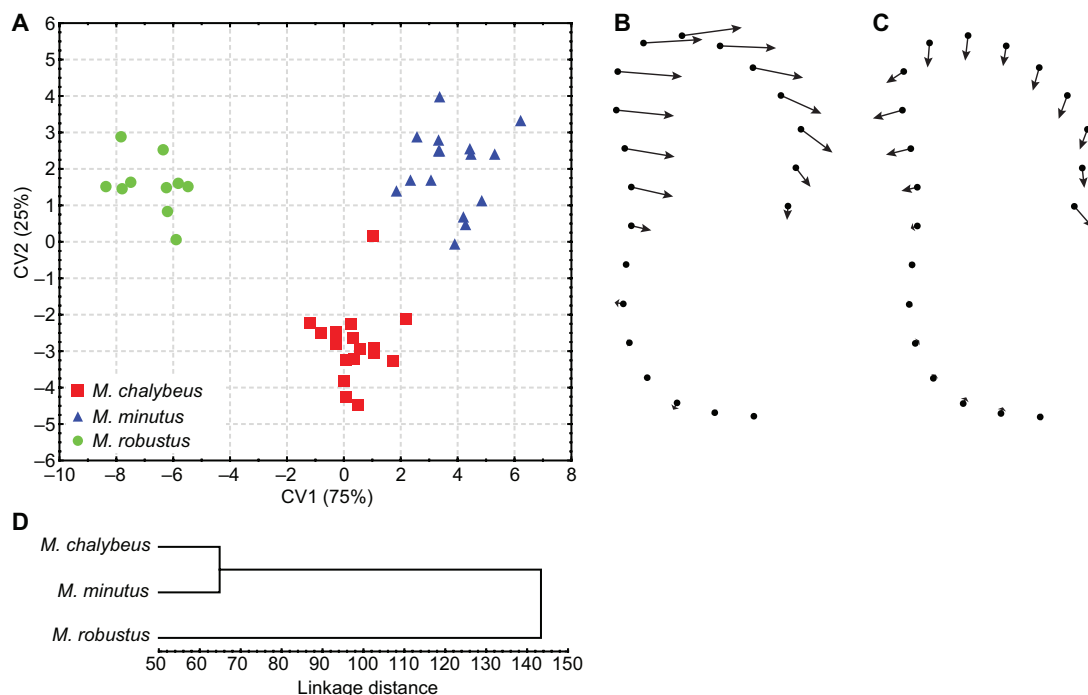 A
B
C
6
5
4
3
2
1
0
–1
–2
–3
–4
–5
–6
CV2 (25%)
M. chalybeus
M. minutus
M. robustus
–10 –8 –6 –4 –2 0 2 4 6 8
CV1 (75%)
D
M. chalybeus
M. minutus
M. robustus
50 60 70 80 90 100 110 120 130 140 150
Linkage distance